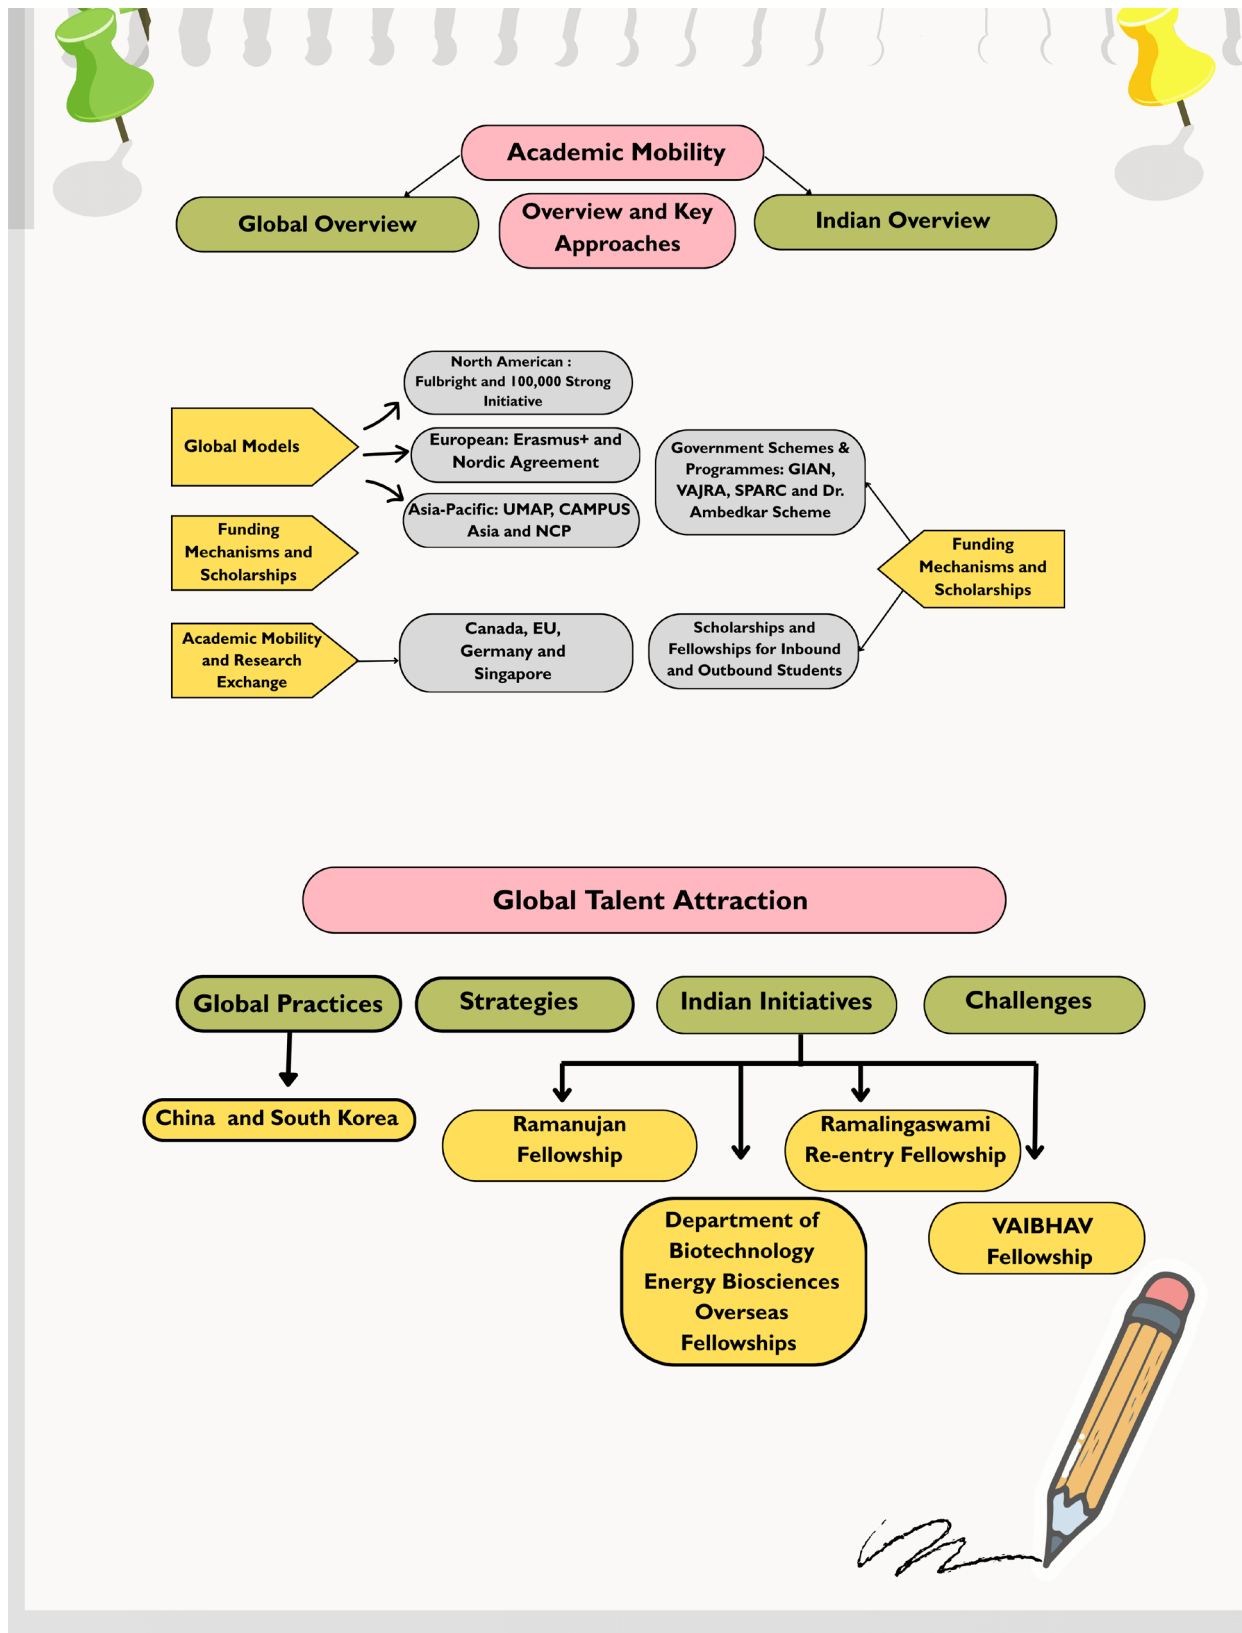 Academic Mobility
Global Overview
Overview and Key
Approaches
Indian Overview
Global Models
North American :
Fulbright and 100,000 Strong
Initiative
European: Erasmus+ and
Nordic Agreement
Asia-Pacific: UMAP, CAMPUS
Asia and NCP
Funding
Mechanisms and
Scholarships
Academic Mobility
and Research
Exchange
Canada, EU,
Germany and
Singapore
Government Schemes &
Programmes: GIAN,
VAJRA, SPARC and Dr.
Ambedkar Scheme
Funding
Mechanisms and
Scholarships
Scholarships and
Fellowships for Inbound
and Outbound Students
Global Talent Attraction
Global Practices
Strategies
Indian Initiatives
Challenges
China and South Korea
Ramanujan
Fellowship
Ramalingaswami
Re-entry Fellowship
Department of
Biotechnology
Energy Biosciences
Overseas
Fellowships
VAIBHAV
Fellowship